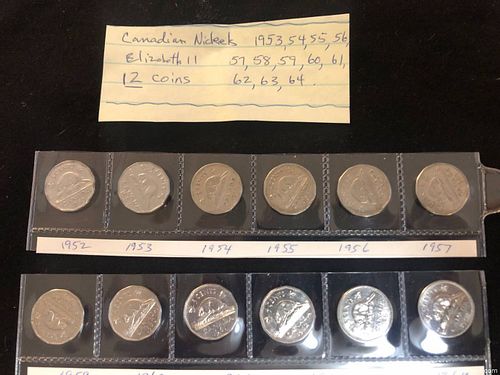 Canadian Nickels 1953, 54, 55, 56,
Elizabeth II 57, 58, 59, 60, 61,
12 coins 62, 63, 64.
1952 1953 1954 1955 1956 1957